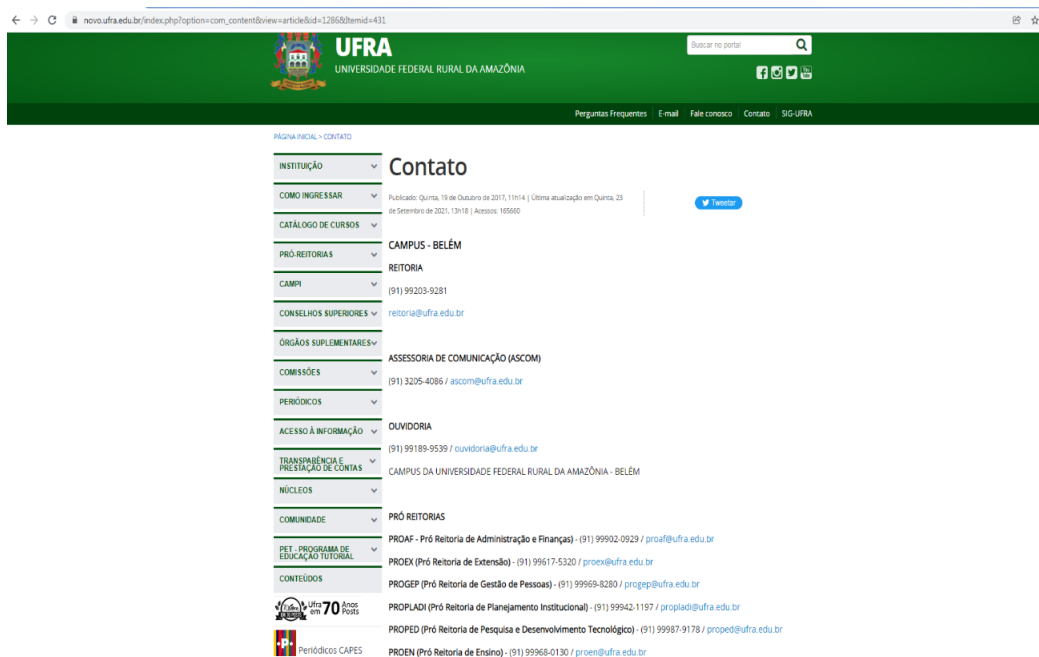 novo.ufra.edu.br/index.php?option=com_content&view=article&id=1286&Itemid=431
UFRA
UNIVERSIDADE FEDERAL RURAL DA AMAZÔNIA
Buscar no portal
Perguntas Frequentes
E-mail
Fale conosco
Contato
SIG-UFRA
PÁGINA INICIAL > CONTATO
INSTITUIÇÃO
COMO INGRESSAR
CATÁLOGO DE CURSOS
PRÓ-REITORIAS
CAMPI
CONSELHOS SUPERIORES
ÓRGÃOS SUPLEMENTARES
COMISSÕES
PERIÓDICOS
ACESSO À INFORMAÇÃO
TRANSPARÊNCIA E
PRESTAÇÃO DE CONTAS
NÚCLEOS
COMUNIDADE
PET - PROGRAMA DE
EDUCAÇÃO TUTORIAL
CONTEÚDOS
Ufra 70 Anos
em Posts
Periódicos CAPES
Contato
Publicado: Quinta, 19 de Outubro de 2017, 11h14 | Última atualização em Quinta, 23
de Setembro de 2021, 13h18 | Acessos: 165660
Tweetar
CAMPUS - BELÉM
REITORIA
(91) 99203-9281
reitoria@ufra.edu.br
ASSESSORIA DE COMUNICAÇÃO (ASCOM)
(91) 3205-4086 / ascom@ufra.edu.br
OUVIDORIA
(91) 99189-9539 / ouvidoria@ufra.edu.br
CAMPUS DA UNIVERSIDADE FEDERAL RURAL DA AMAZÔNIA - BELÉM
PRÓ REITORIAS
PROAF - Pró Reitoria de Administração e Finanças) - (91) 99902-0929 / proaf@ufra.edu.br
PROEX (Pró Reitoria de Extensão) - (91) 99617-5320 / proex@ufra.edu.br
PROGEP (Pró Reitoria de Gestão de Pessoas) - (91) 99969-8280 / progep@ufra.edu.br
PROPLADI (Pró Reitoria de Planejamento Institucional) - (91) 99942-1197 / propladi@ufra.edu.br
PROPED (Pró Reitoria de Pesquisa e Desenvolvimento Tecnológico) - (91) 99987-9178 / proped@ufra.edu.br
PROEN (Pró Reitoria de Ensino) - (91) 99968-0130 / proen@ufra.edu.br